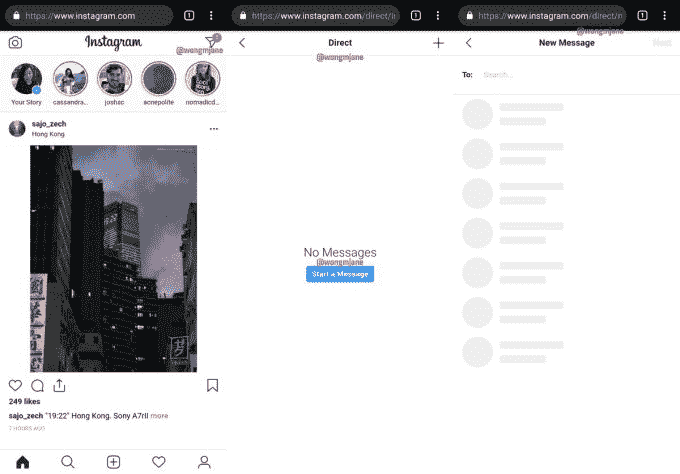 https://www.instagram.com
1
Instagram
@wongmjane
Your Story
cassandra...
joshac
acnepolite
nomadicd...
sajo_zech
Hong Kong
249 likes
sajo_zech "19:22" Hong Kong. Sony A7rII more
2 HOURS AGO
https://www.instagram.com/direct/i
1
Direct
@wongmjane
No Messages
@wongmjane
Start a Message
https://www.instagram.com/direct/n
1
@wongmjane
New Message
Next
To:
Search...